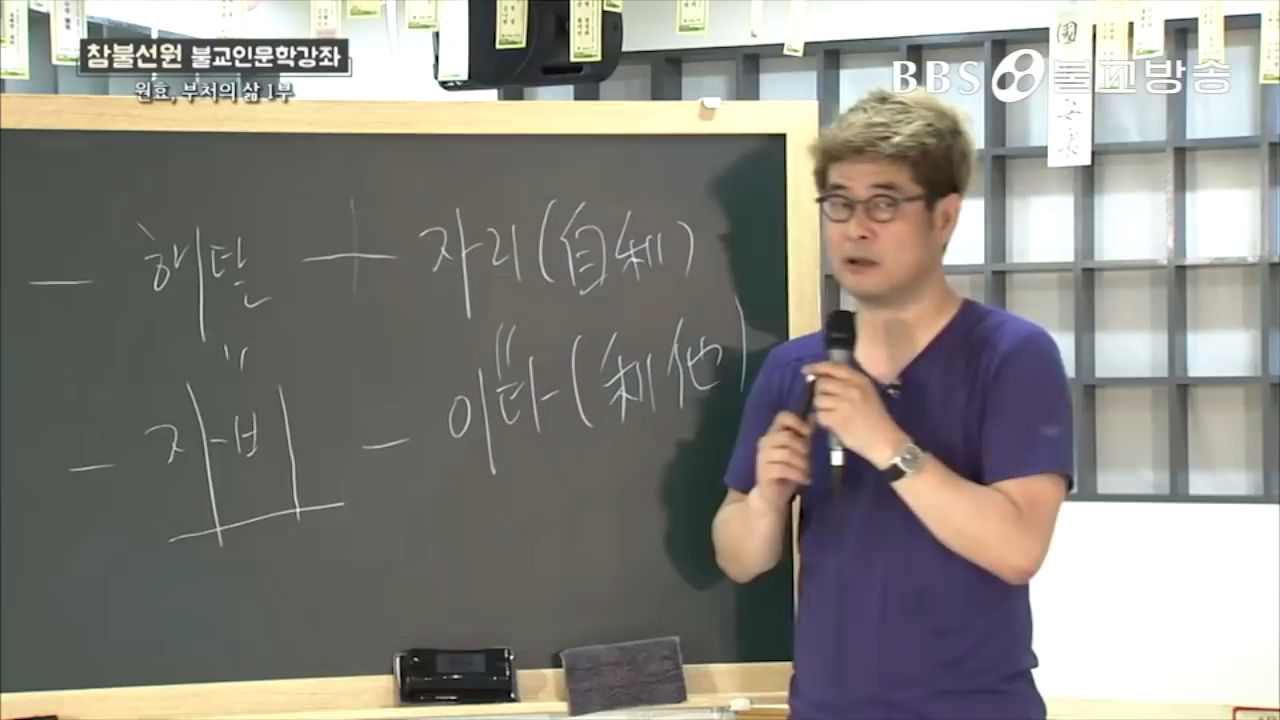 참불선원 불교인문학강좌
원효, 부처의 삶 1부
BBS 불교방송
國
해탈 — 자리(自利)
〃 〃
자비 — 이타(利他)